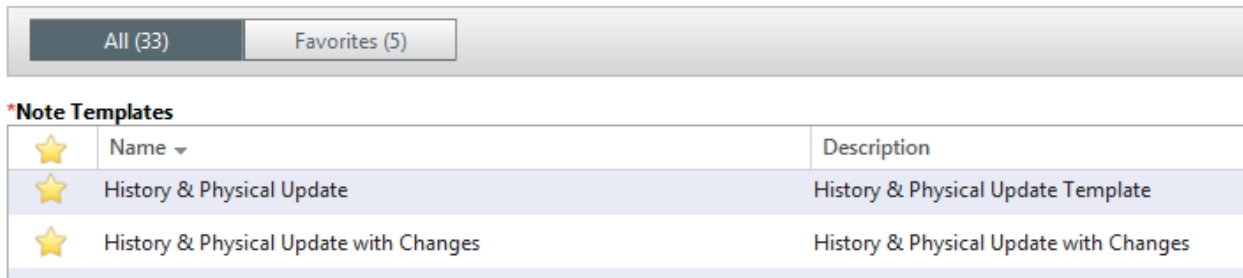 All (33) Favorites (5)
*Note Templates
Name Description
History & Physical Update History & Physical Update Template
History & Physical Update with Changes History & Physical Update with Changes